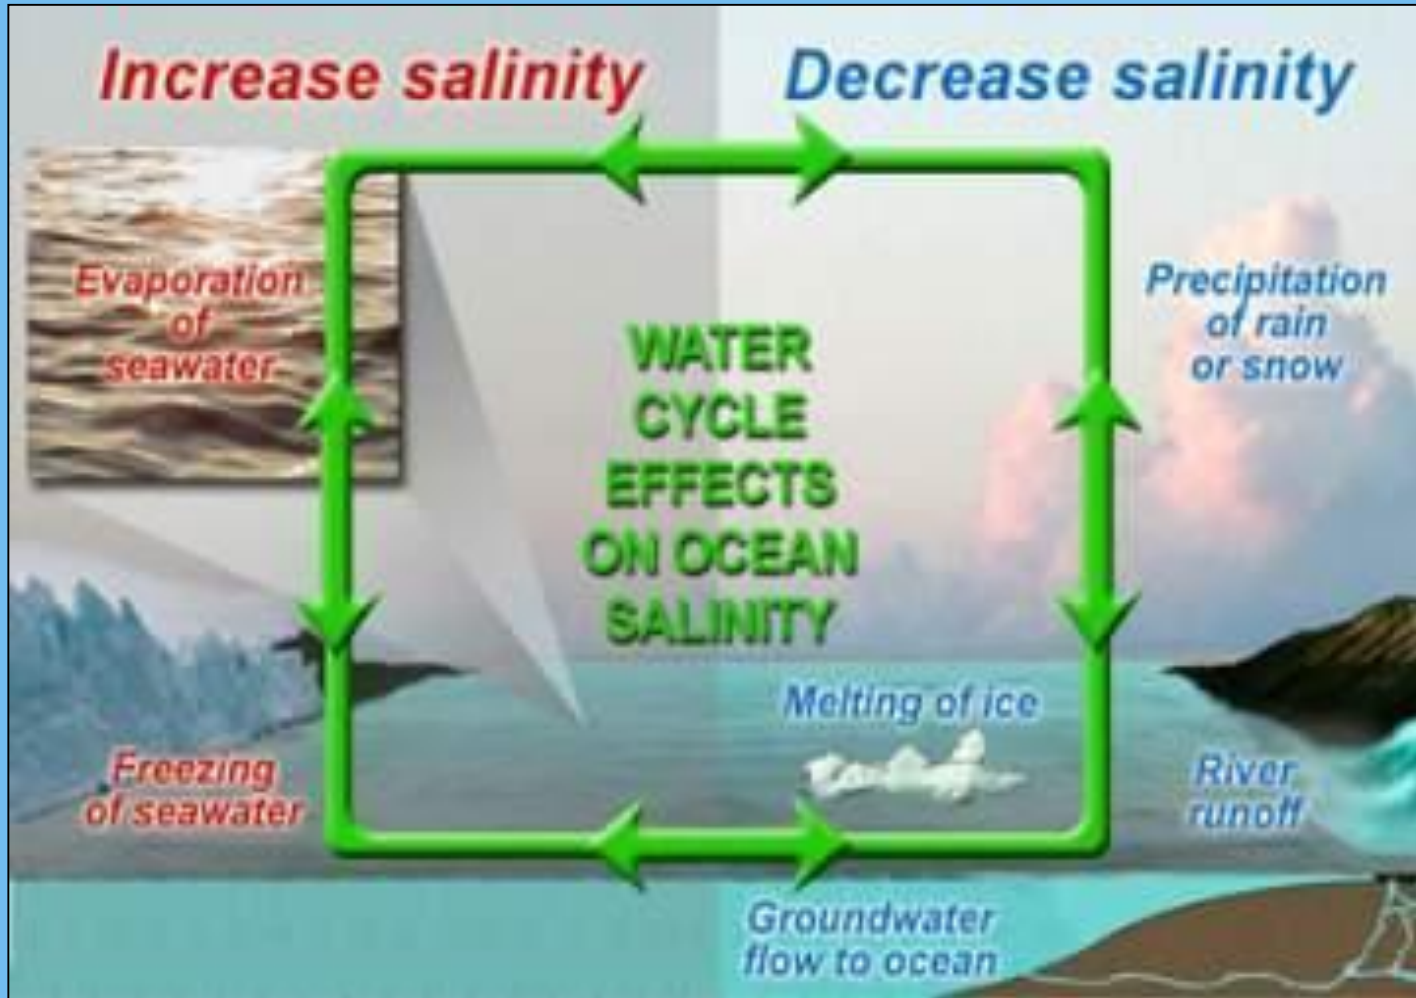 Increase salinity
Decrease salinity
Evaporation
of
seawater
Precipitation
of rain
or snow
WATER
CYCLE
EFFECTS
ON OCEAN
SALINITY
Melting of ice
Freezing
of seawater
River
runoff
Groundwater
flow to ocean